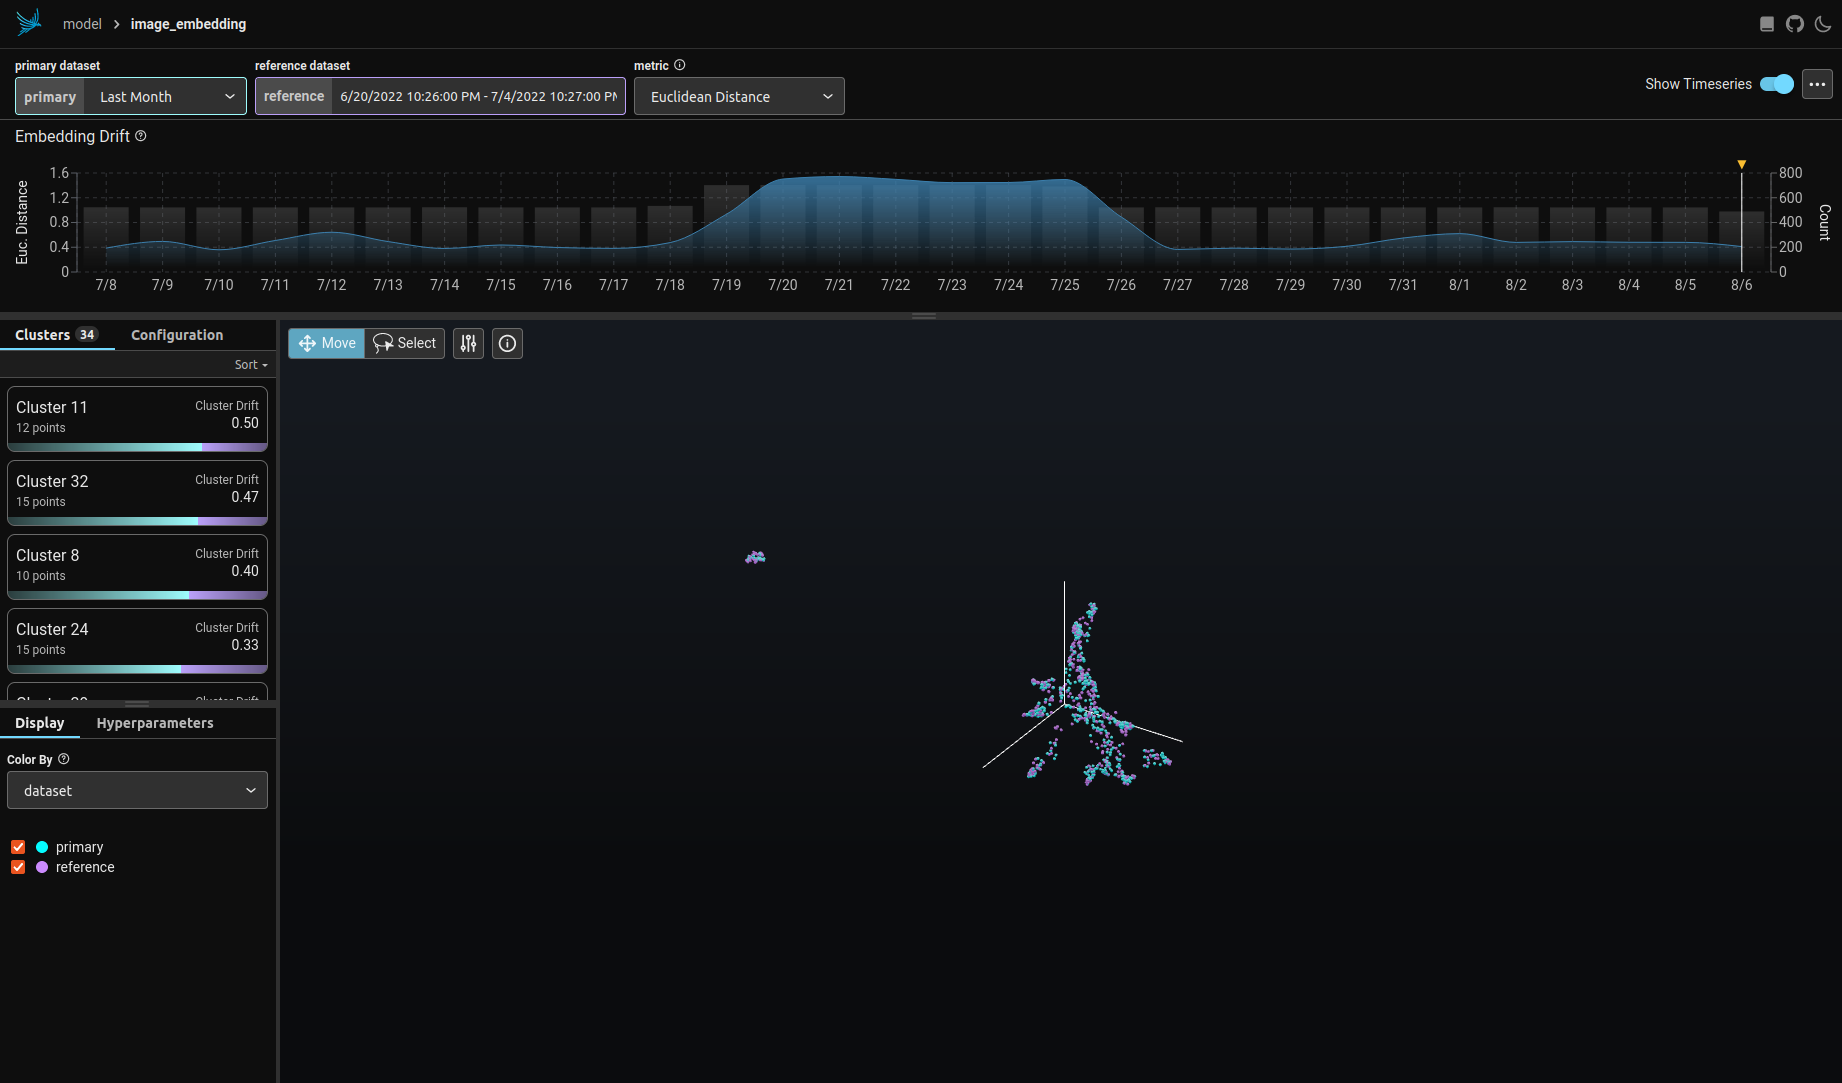 model > image_embedding
primary dataset
reference dataset
metric
primary Last Month
reference 6/20/2022 10:26:00 PM - 7/4/2022 10:27:00 PM
Euclidean Distance
Show Timeseries
Embedding Drift
Euc. Distance
1.6
1.2
0.8
0.4
0
800
600
400
200
0
Count
7/8 7/9 7/10 7/11 7/12 7/13 7/14 7/15 7/16 7/17 7/18 7/19 7/20 7/21 7/22 7/23 7/24 7/25 7/26 7/27 7/28 7/29 7/30 7/31 8/1 8/2 8/3 8/4 8/5 8/6
Clusters 34 Configuration
Sort
Cluster 11 Cluster Drift
12 points 0.50
Cluster 32 Cluster Drift
15 points 0.47
Cluster 8 Cluster Drift
10 points 0.40
Cluster 24 Cluster Drift
15 points 0.33
Move Select
Display Hyperparameters
Color By
dataset
primary
reference